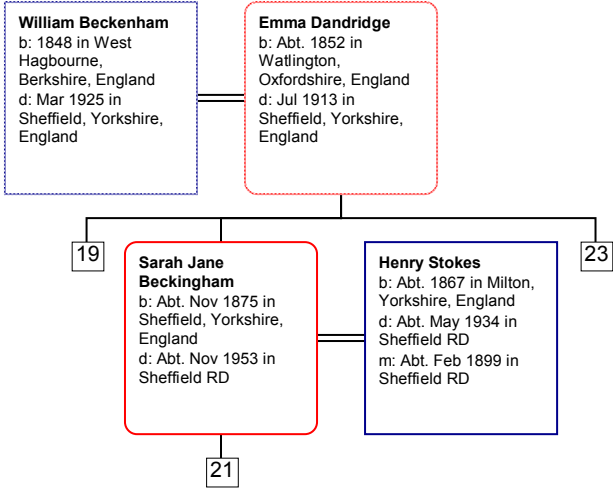 William Beckenham
b: 1848 in West
Hagbourne,
Berkshire, England
d: Mar 1925 in
Sheffield, Yorkshire,
England
Emma Dandridge
b: Abt. 1852 in
Watlington,
Oxfordshire, England
d: Jul 1913 in
Sheffield, Yorkshire,
England
19
23
Sarah Jane
Beckingham
b: Abt. Nov 1875 in
Sheffield, Yorkshire,
England
d: Abt. Nov 1953 in
Sheffield RD
Henry Stokes
b: Abt. 1867 in Milton,
Yorkshire, England
d: Abt. May 1934 in
Sheffield RD
m: Abt. Feb 1899 in
Sheffield RD
21